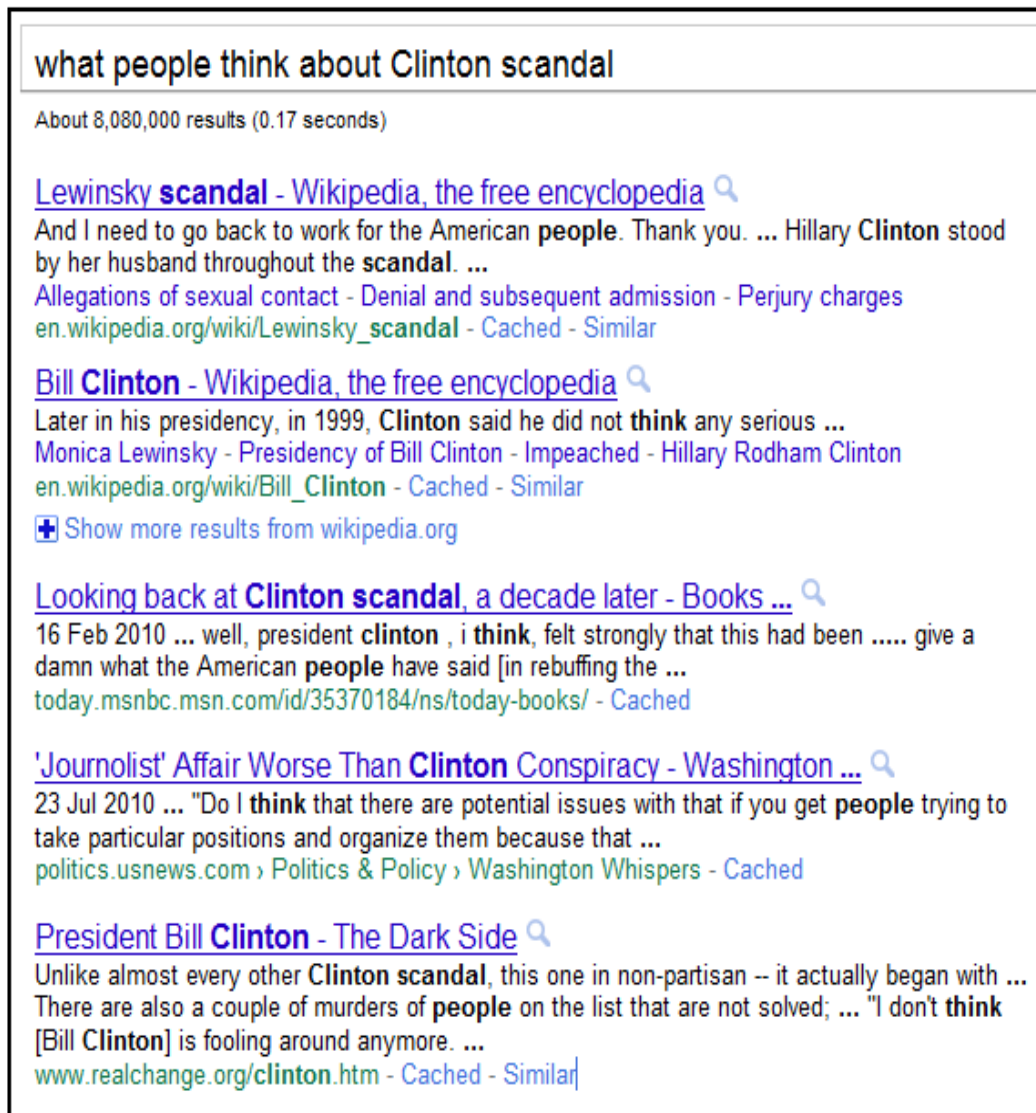 what people think about Clinton scandal
About 8,080,000 results (0.17 seconds)
Lewinsky scandal - Wikipedia, the free encyclopedia
And I need to go back to work for the American people. Thank you. ... Hillary Clinton stood
by her husband throughout the scandal. ...
Allegations of sexual contact - Denial and subsequent admission - Perjury charges
en.wikipedia.org/wiki/Lewinsky_scandal - Cached - Similar
Bill Clinton - Wikipedia, the free encyclopedia
Later in his presidency, in 1999, Clinton said he did not think any serious ...
Monica Lewinsky - Presidency of Bill Clinton - Impeached - Hillary Rodham Clinton
en.wikipedia.org/wiki/Bill_Clinton - Cached - Similar
Show more results from wikipedia.org
Looking back at Clinton scandal, a decade later - Books ...
16 Feb 2010 ... well, president clinton , i think, felt strongly that this had been ..... give a
damn what the American people have said [in rebuffing the ...
today.msnbc.msn.com/id/35370184/ns/today-books/ - Cached
'Journolist' Affair Worse Than Clinton Conspiracy - Washington ...
23 Jul 2010 ... "Do I think that there are potential issues with that if you get people trying to
take particular positions and organize them because that ...
politics.usnews.com › Politics & Policy › Washington Whispers - Cached
President Bill Clinton - The Dark Side
Unlike almost every other Clinton scandal, this one in non-partisan -- it actually began with ...
There are also a couple of murders of people on the list that are not solved; ... "I don't think
[Bill Clinton] is fooling around anymore. ...
www.realchange.org/clinton.htm - Cached - Similar